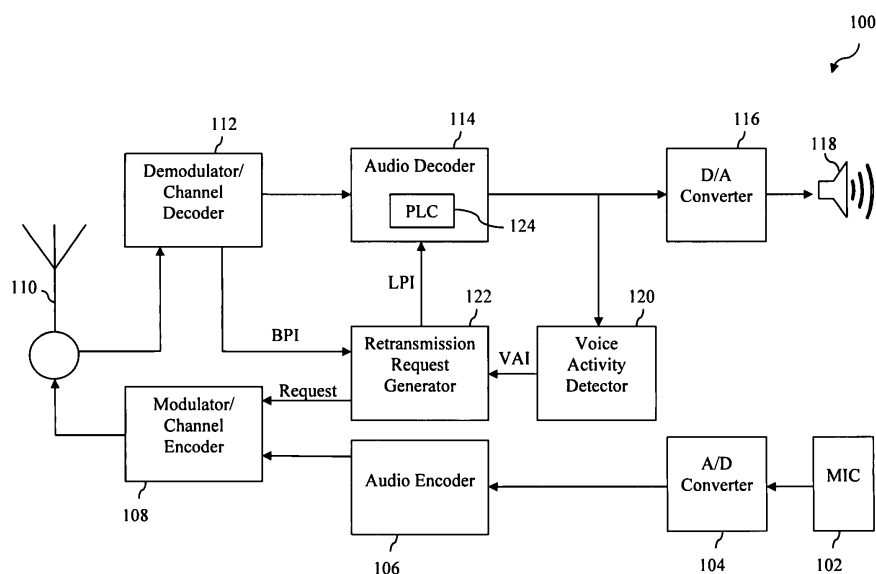 100
112
114
116
118
Demodulator/
Channel
Decoder
Audio Decoder
PLC
124
D/A
Converter
110
LPI
122
120
BPI
Retransmission
Request
Generator
VAI
Voice
Activity
Detector
Request
Modulator/
Channel
Encoder
108
Audio Encoder
106
A/D
Converter
104
MIC
102